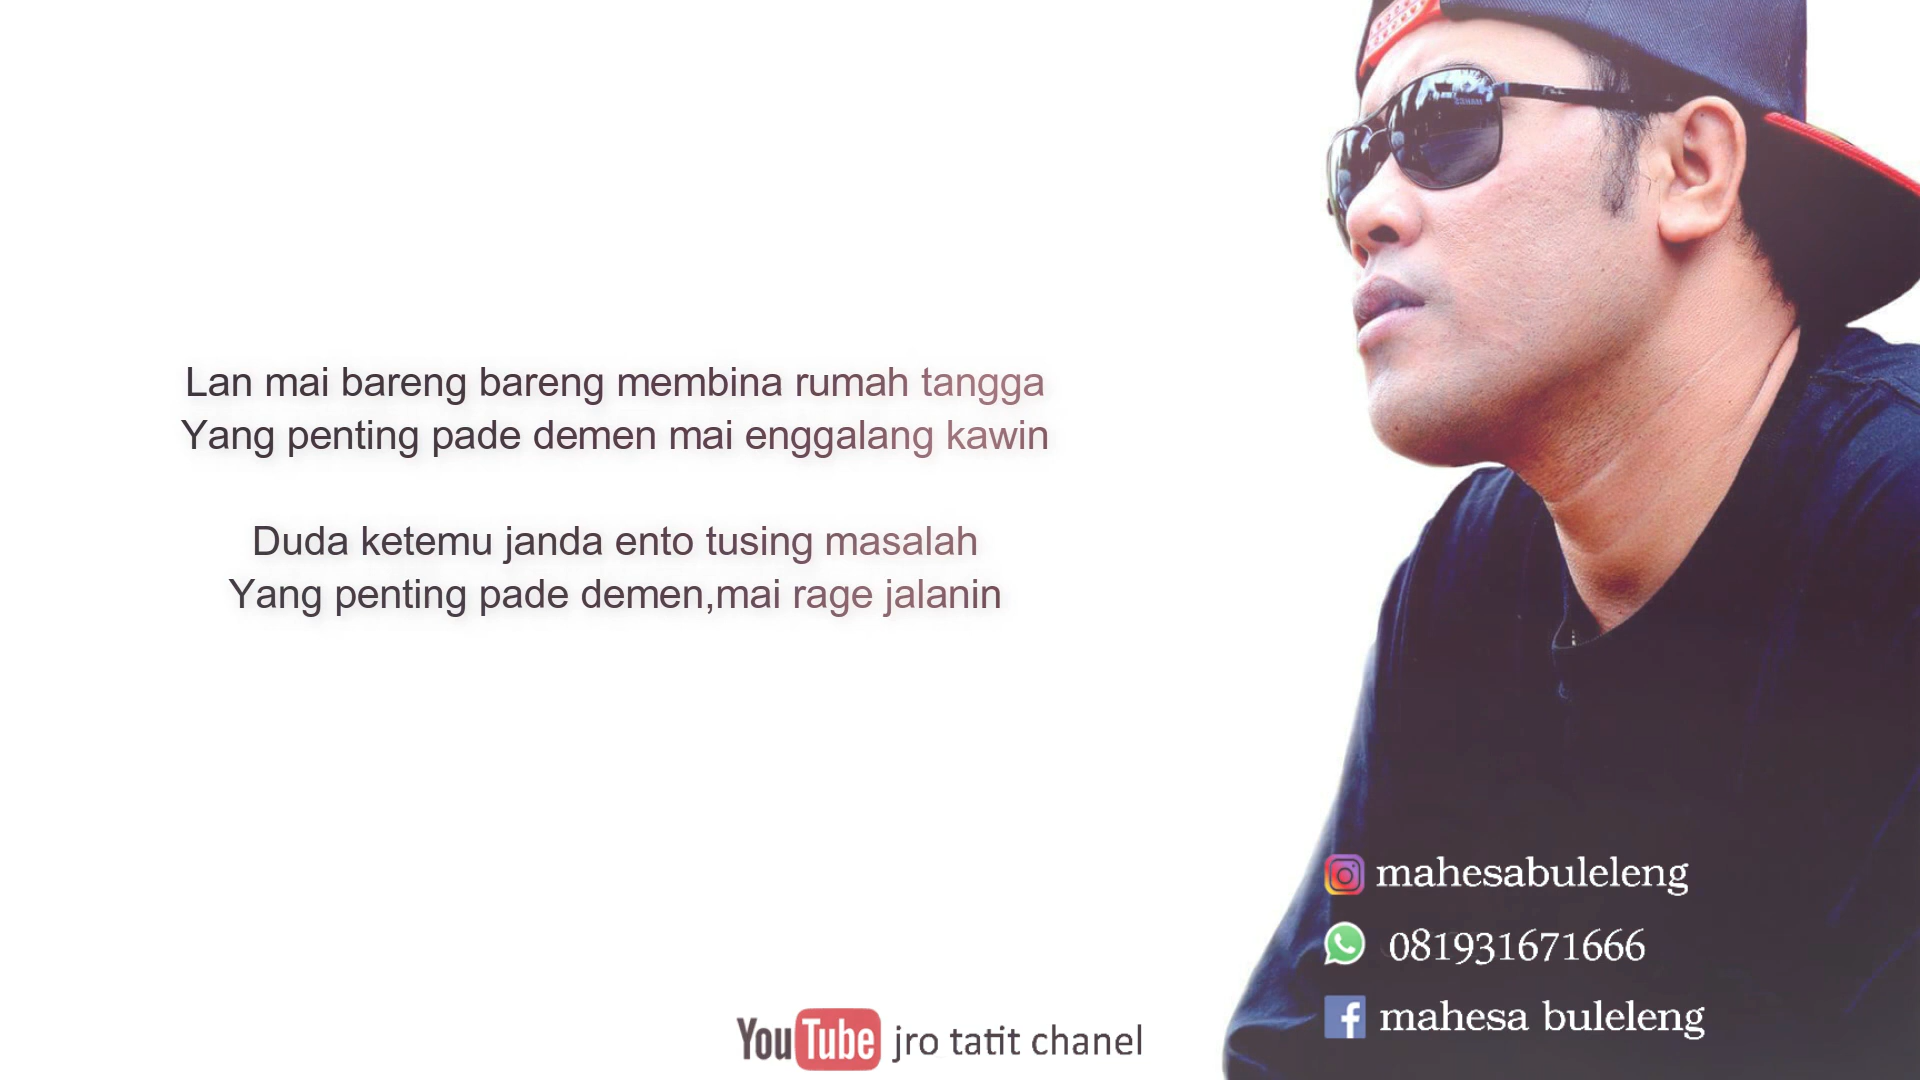 Lan mai bareng bareng membina rumah tangga
Yang penting pade demen mai enggalang kawin
Duda ketemu janda ento tusing masalah
Yang penting pade demen,mai rage jalanin
mahesabuleleng
081931671666
mahesa buleleng
YouTube jro tatit chanel